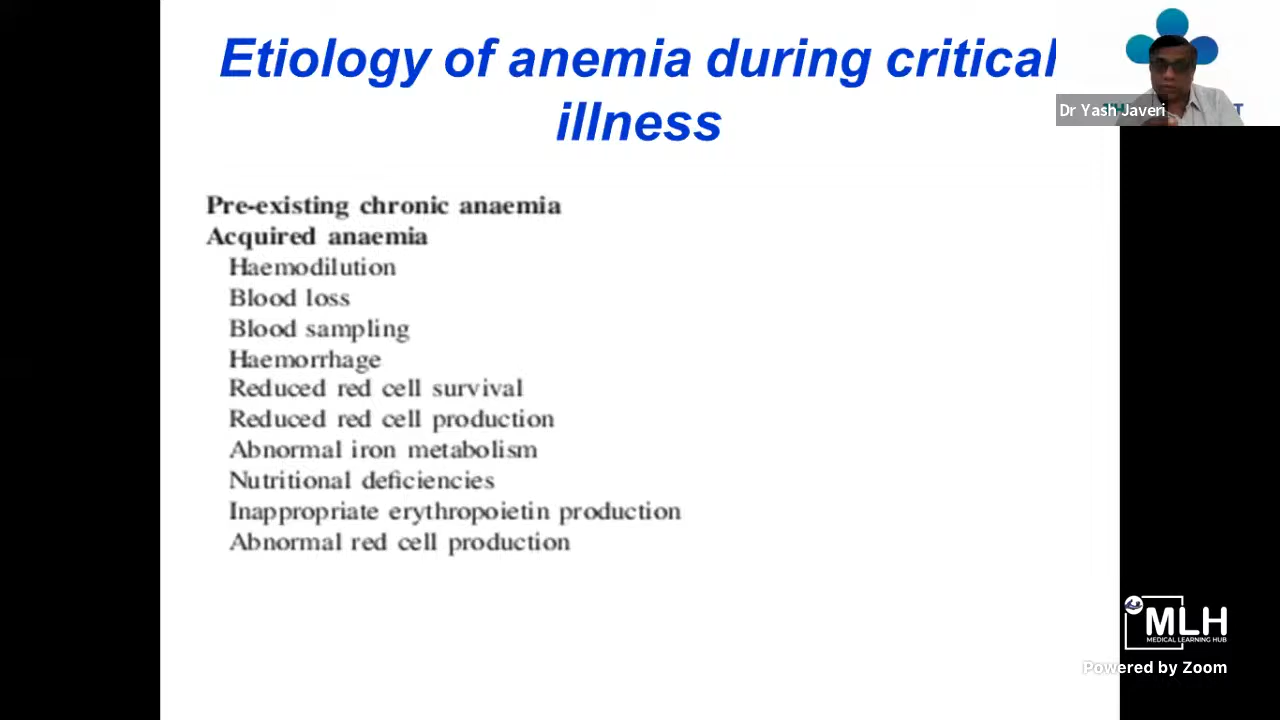 Etiology of anemia during critical
illness
Dr Yash Javeri
T
Pre-existing chronic anaemia
Acquired anaemia
Haemodilution
Blood loss
Blood sampling
Haemorrhage
Reduced red cell survival
Reduced red cell production
Abnormal iron metabolism
Nutritional deficiencies
Inappropriate erythropoietin production
Abnormal red cell production
MLH
MEDICAL LEARNING HUB
Powered by Zoom